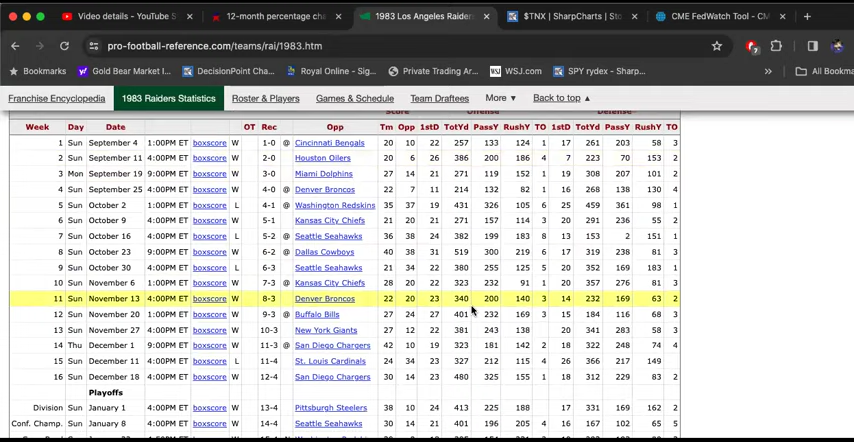 Video details - YouTube S
12-month percentage cha
1983 Los Angeles Raiders
$TNX | SharpCharts | Sto
CME FedWatch Tool - CM
pro-football-reference.com/teams/rai/1983.htm
Bookmarks Gold Bear Market I... DecisionPoint Cha... Royal Online - Sig... Private Trading Ar... WSJ.com SPY rydex - Sharp... » All Bookma
Franchise Encyclopedia 1983 Raiders Statistics Roster & Players Games & Schedule Team Draftees More Back to top
Score Offense Defense
Week Day Date OT Rec Opp Tm Opp 1stD TotYd PassY RushY TO 1stD TotYd PassY RushY TO
1 Sun September 4 1:00PM ET boxscore W 1-0 @ Cincinnati Bengals 20 10 22 257 133 124 1 17 261 203 58 3
2 Sun September 11 4:00PM ET boxscore W 2-0 Houston Oilers 20 6 26 386 200 186 4 7 223 70 153 2
3 Mon September 19 9:00PM ET boxscore W 3-0 Miami Dolphins 27 14 21 271 119 152 1 19 308 207 101 2
4 Sun September 25 4:00PM ET boxscore W 4-0 @ Denver Broncos 22 7 11 214 132 82 1 16 268 138 130 4
5 Sun October 2 1:00PM ET boxscore L 4-1 @ Washington Redskins 35 37 19 431 326 105 6 25 459 361 98 1
6 Sun October 9 4:00PM ET boxscore W 5-1 Kansas City Chiefs 21 20 21 271 157 114 3 20 291 236 55 2
7 Sun October 16 4:00PM ET boxscore L 5-2 @ Seattle Seahawks 36 38 24 382 199 183 8 13 153 2 151 1
8 Sun October 23 9:00PM ET boxscore W 6-2 @ Dallas Cowboys 40 38 31 519 300 219 6 17 319 238 81 3
9 Sun October 30 4:00PM ET boxscore L 6-3 Seattle Seahawks 21 34 22 380 255 125 5 20 352 169 183 1
10 Sun November 6 1:00PM ET boxscore W 7-3 @ Kansas City Chiefs 28 20 22 323 232 91 1 20 357 276 81 3
11 Sun November 13 4:00PM ET boxscore W 8-3 Denver Broncos 22 20 23 340 200 140 3 14 232 169 63 2
12 Sun November 20 1:00PM ET boxscore W 9-3 @ Buffalo Bills 27 24 27 401 232 169 3 15 184 116 68 3
13 Sun November 27 4:00PM ET boxscore W 10-3 New York Giants 27 12 22 381 243 138 20 341 283 58 3
14 Thu December 1 9:00PM ET boxscore W 11-3 @ San Diego Chargers 42 10 19 323 181 142 2 18 322 248 74 4
15 Sun December 11 4:00PM ET boxscore L 11-4 St. Louis Cardinals 24 34 23 327 212 115 4 26 366 217 149
16 Sun December 18 4:00PM ET boxscore W 12-4 San Diego Chargers 30 14 23 480 325 155 1 18 312 229 83 2
Playoffs
Division Sun January 1 4:00PM ET boxscore W 13-4 Pittsburgh Steelers 38 10 24 413 225 188 17 331 169 162 2
Conf. Champ. Sun January 8 4:00PM ET boxscore W 14-4 Seattle Seahawks 30 14 21 401 196 205 4 16 167 102 65 5